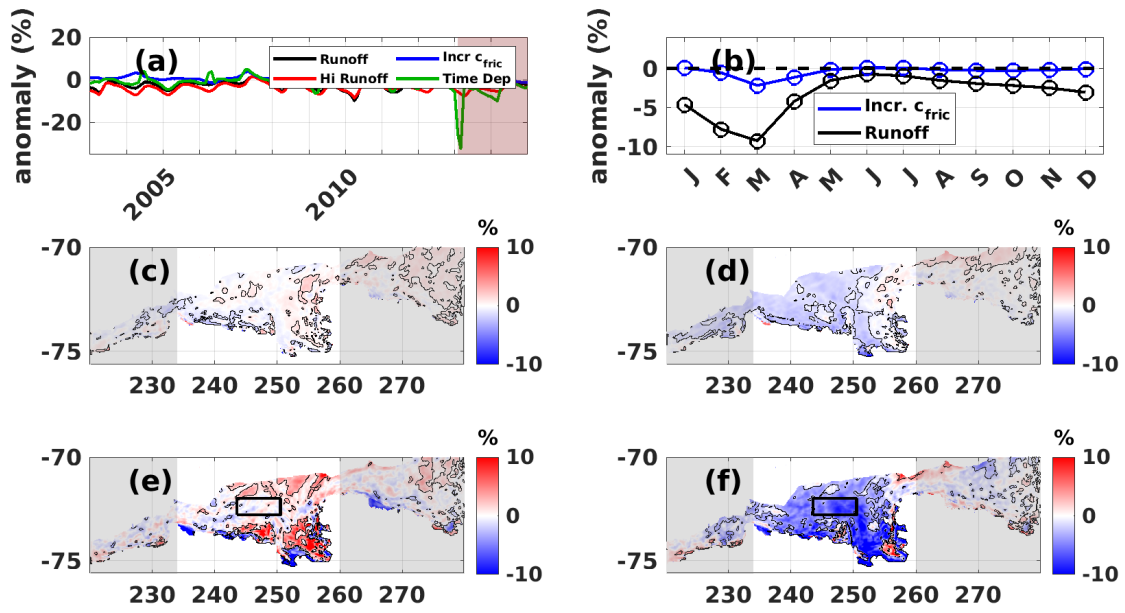 anomaly (%)
20
0
-20
(a)
Runoff
Incr c_fric
Hi Runoff
Time Dep
2005
2010
anomaly (%)
0
-5
-10
(b)
Incr. c_fric
Runoff
J F M A M J J A S O N D
%
-70
-75
(c)
10
0
-10
230 240 250 260 270
%
-70
-75
(d)
10
0
-10
230 240 250 260 270
%
-70
-75
(e)
10
0
-10
230 240 250 260 270
%
-70
-75
(f)
10
0
-10
230 240 250 260 270